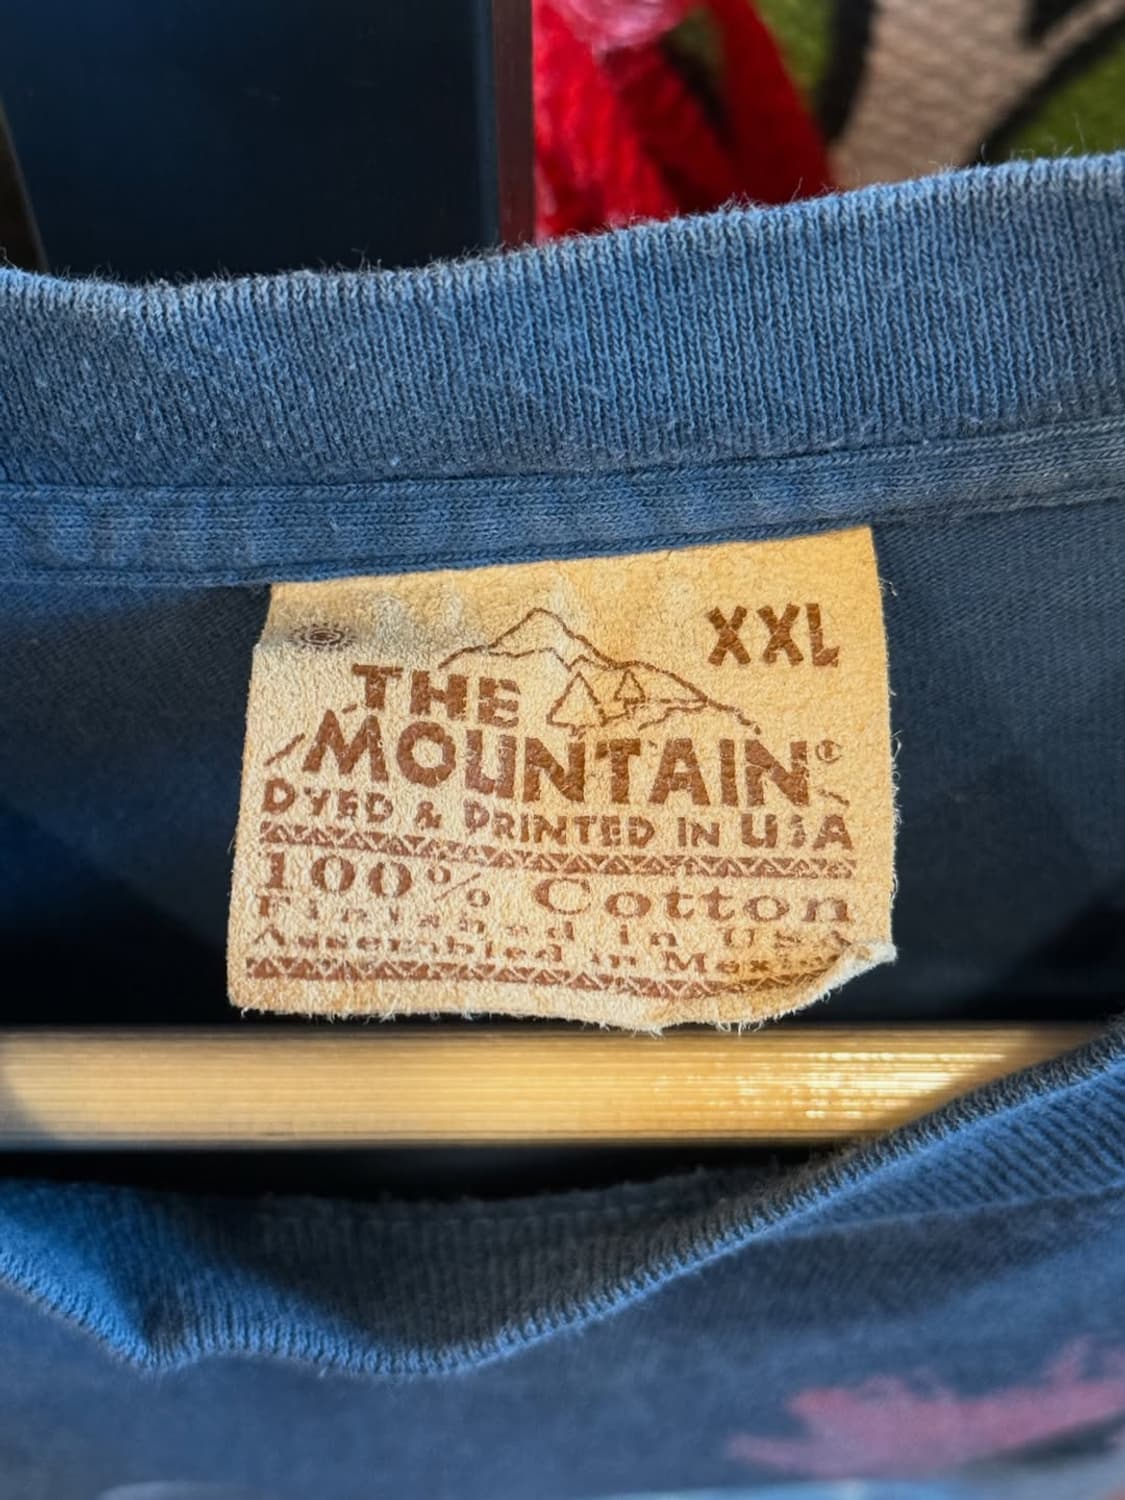 XXL
THE
MOUNTAIN®
DYED & PRINTED IN USA
100% Cotton
Finished in USA
Assembled in Mexico